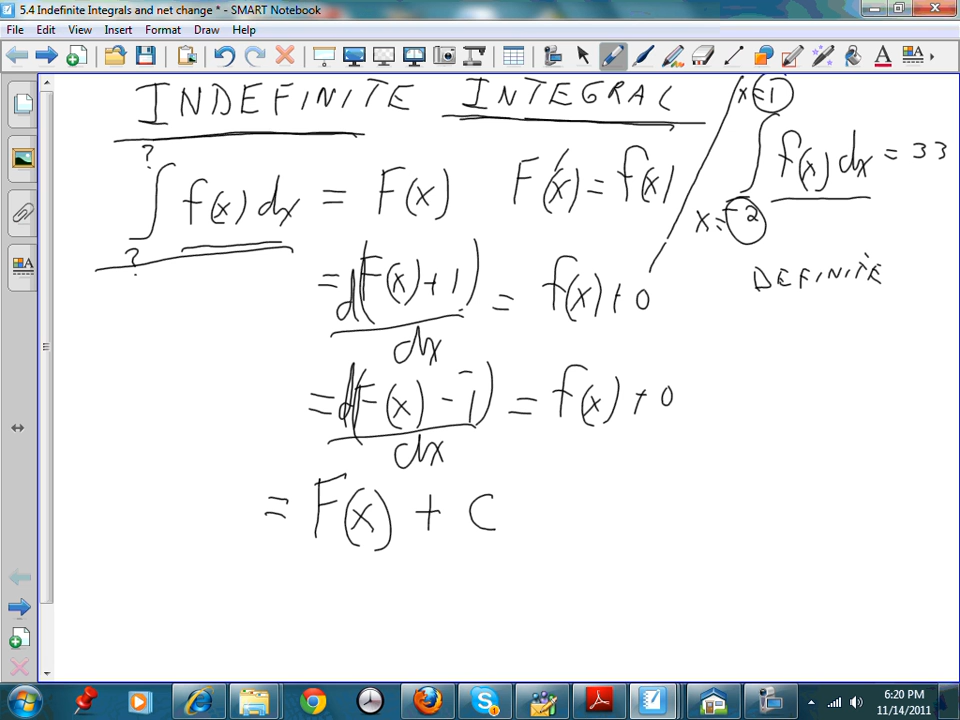 5.4 Indefinite Integrals and net change * - SMART Notebook
File Edit View Insert Format Draw Help
INDEFINITE INTEGRAL
? ∫ ? f(x) dx = F(x) F'(x) = f(x)
x=1 ∫ x=-2 f(x) dx = 33
DEFINITE
= d(F(x)+1)/dx = f(x) + 0
= d(F(x) - 1)/dx = f(x) + 0
= F(x) + C
6:20 PM
11/14/2011